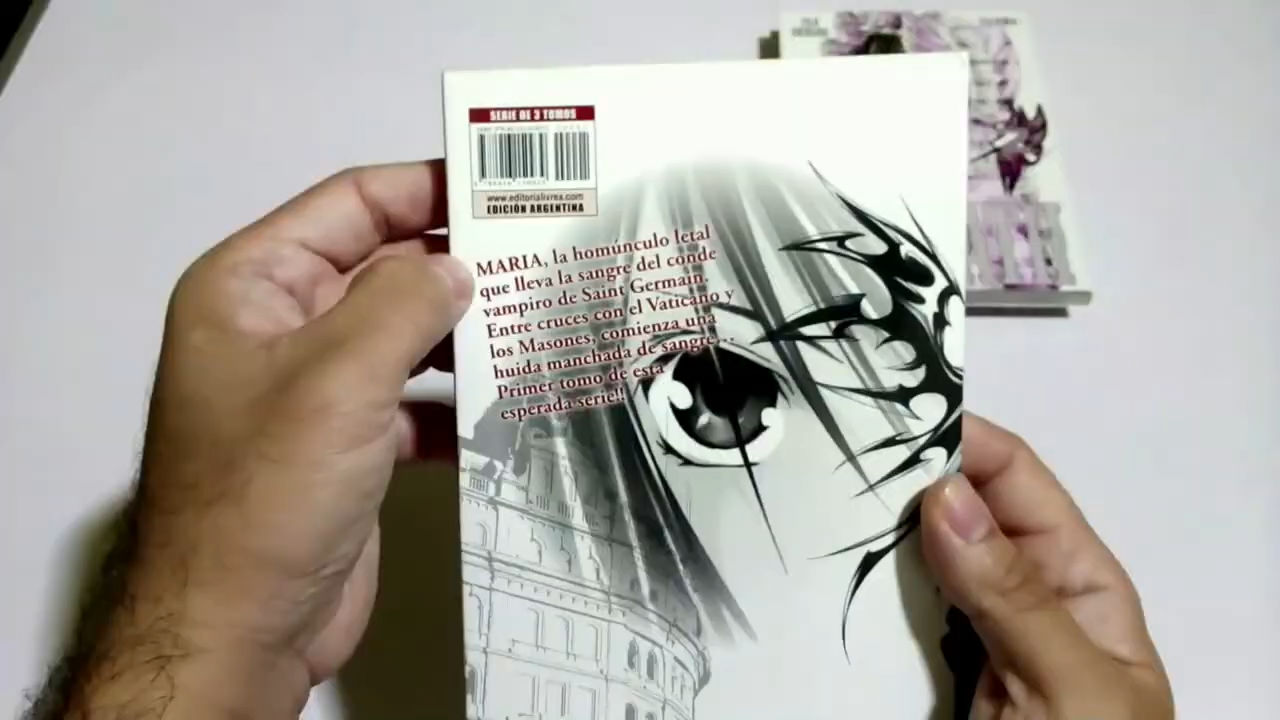 SERIE DE 3 TOMOS
www.editorialivrea.com
EDICIÓN ARGENTINA
MARIA, la homúnculo letal
que lleva la sangre del conde
vampiro de Saint Germain.
Entre cruces con el Vaticano y
los Masones, comienza una
huida manchada de sangre...
Primer tomo de esta
esperada serie!!